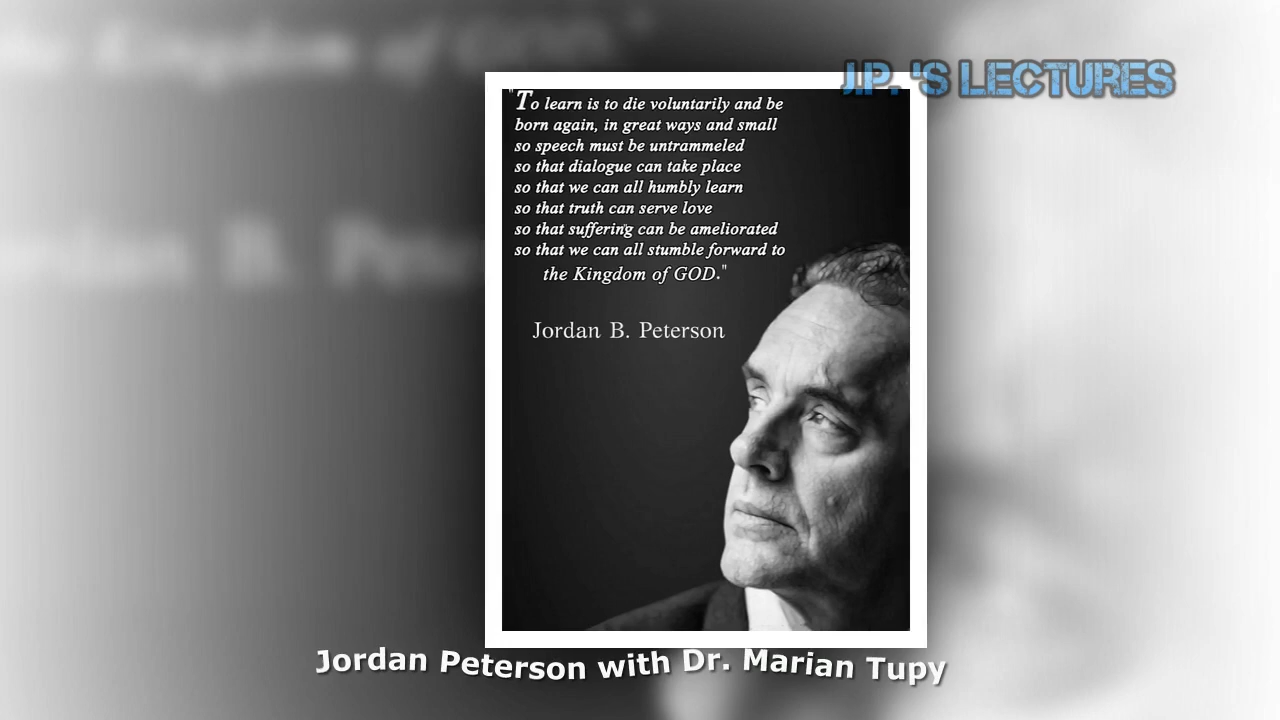 J.P. 'S LECTURES
"To learn is to die voluntarily and be
born again, in great ways and small
so speech must be untrammeled
so that dialogue can take place
so that we can all humbly learn
so that truth can serve love
so that suffering can be ameliorated
so that we can all stumble forward to
the Kingdom of GOD."
Jordan B. Peterson
Jordan Peterson with Dr. Marian Tupy